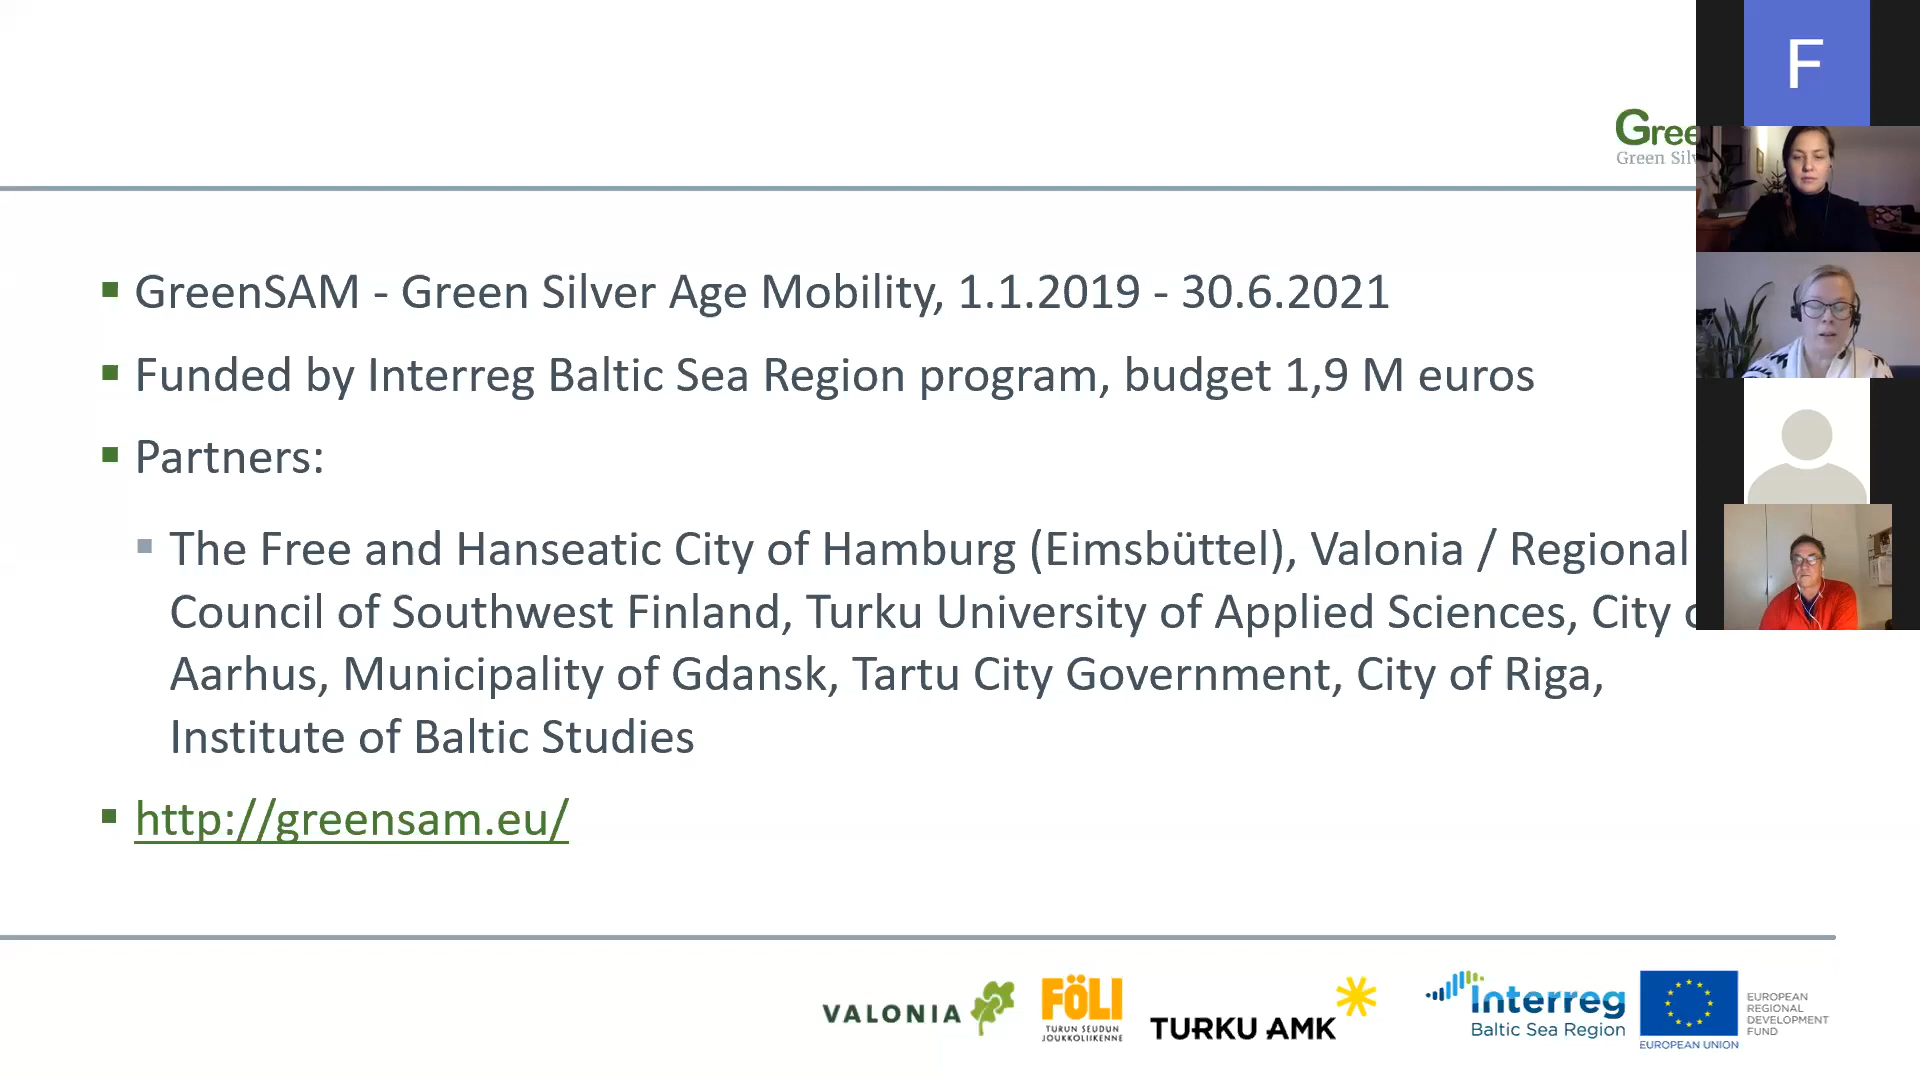 F
Gree
Green Silv
GreenSAM - Green Silver Age Mobility, 1.1.2019 - 30.6.2021
Funded by Interreg Baltic Sea Region program, budget 1,9 M euros
Partners:
The Free and Hanseatic City of Hamburg (Eimsbüttel), Valonia / Regional
Council of Southwest Finland, Turku University of Applied Sciences, City
Aarhus, Municipality of Gdansk, Tartu City Government, City of Riga,
Institute of Baltic Studies
http://greensam.eu/
VALONIA
FÖLI
TURUN SEUDUN
JOUKKOLIIKENNE
TURKU AMK
Interreg
Baltic Sea Region
EUROPEAN UNION
EUROPEAN
REGIONAL
DEVELOPMENT
FUND